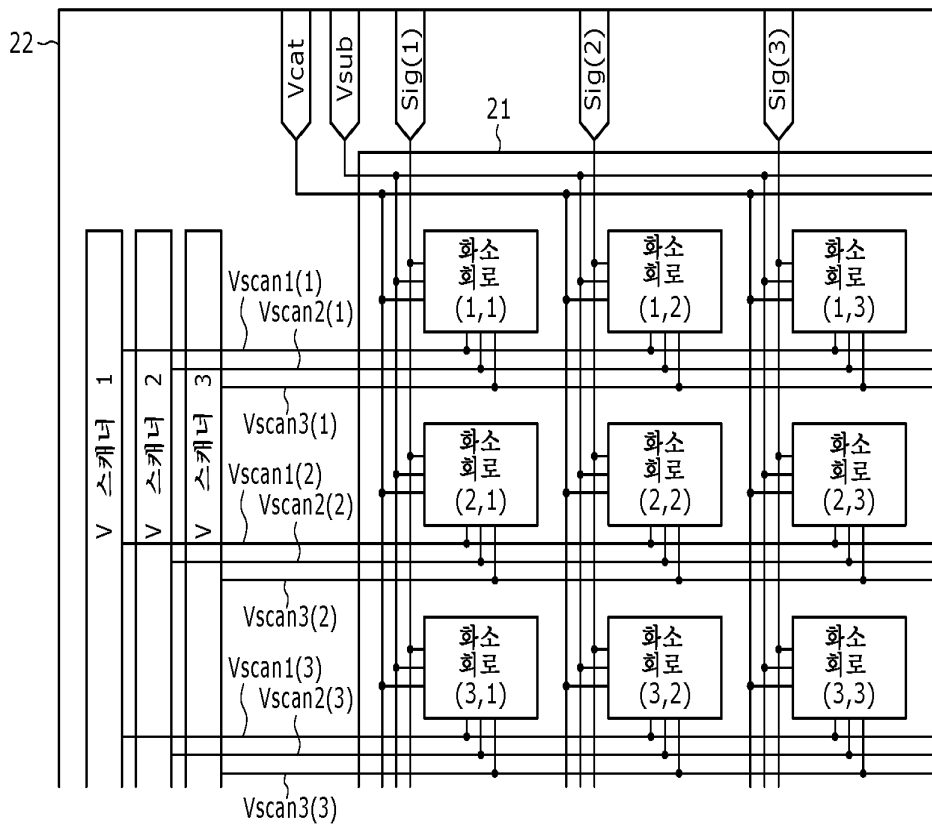 22
Vcat
Vsub
Sig(1)
Sig(2)
Sig(3)
21
화소
회로
(1,1)
화소
회로
(1,2)
화소
회로
(1,3)
Vscan1(1)
Vscan2(1)
V 스캐너 1
V 스캐너 2
V 스캐너 3
Vscan3(1)
화소
회로
(2,1)
화소
회로
(2,2)
화소
회로
(2,3)
Vscan1(2)
Vscan2(2)
Vscan3(2)
화소
회로
(3,1)
화소
회로
(3,2)
화소
회로
(3,3)
Vscan1(3)
Vscan2(3)
Vscan3(3)